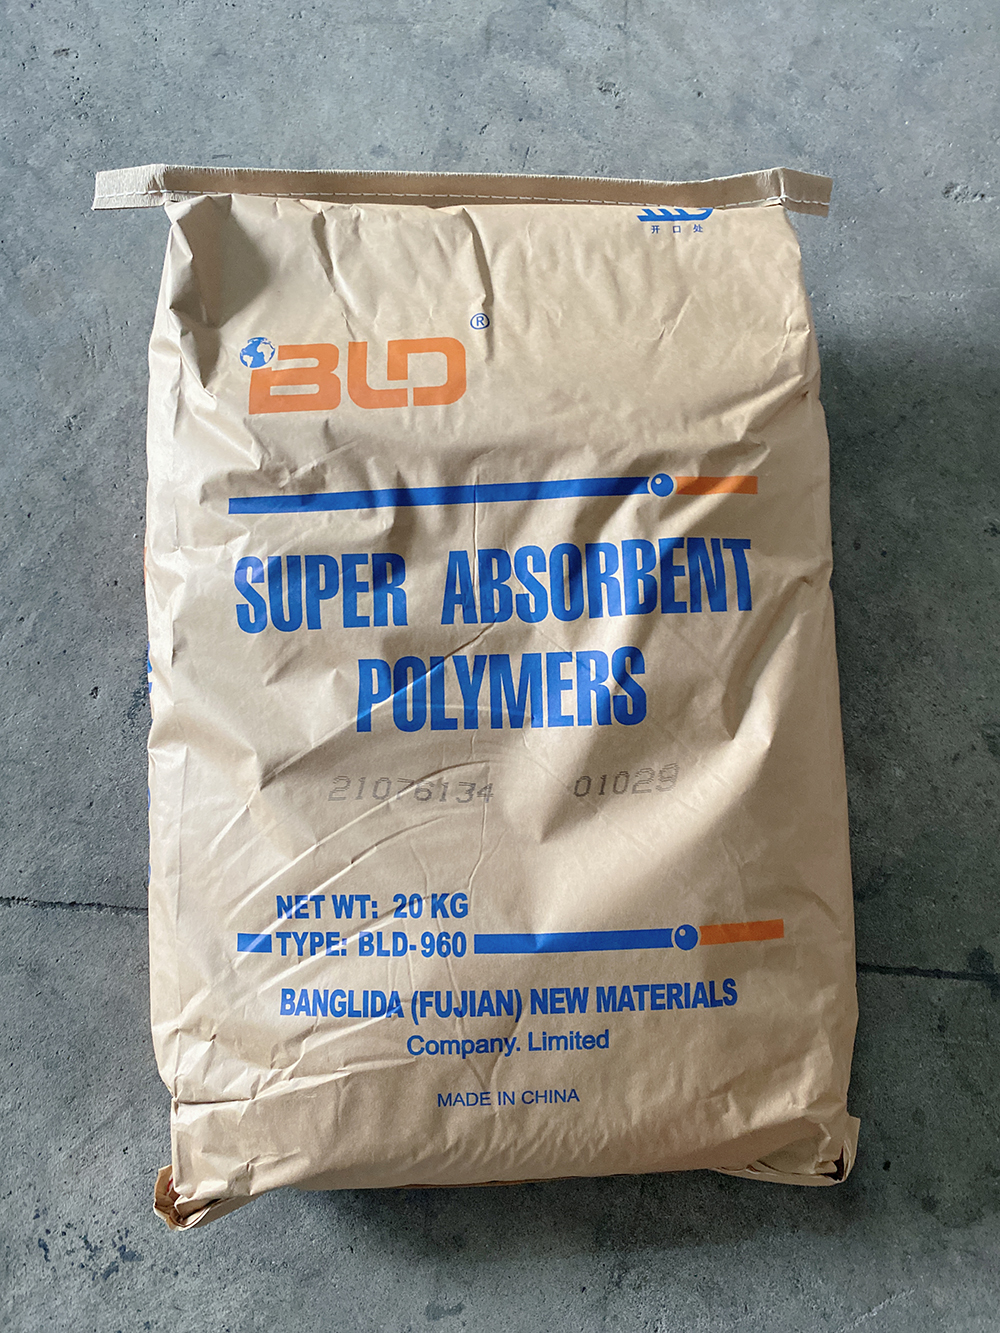 开口处
BLD ®
SUPER ABSORBENT
POLYMERS
21076134 01029
NET WT: 20 KG
TYPE: BLD-960
BANGLIDA (FUJIAN) NEW MATERIALS
Company. Limited
MADE IN CHINA